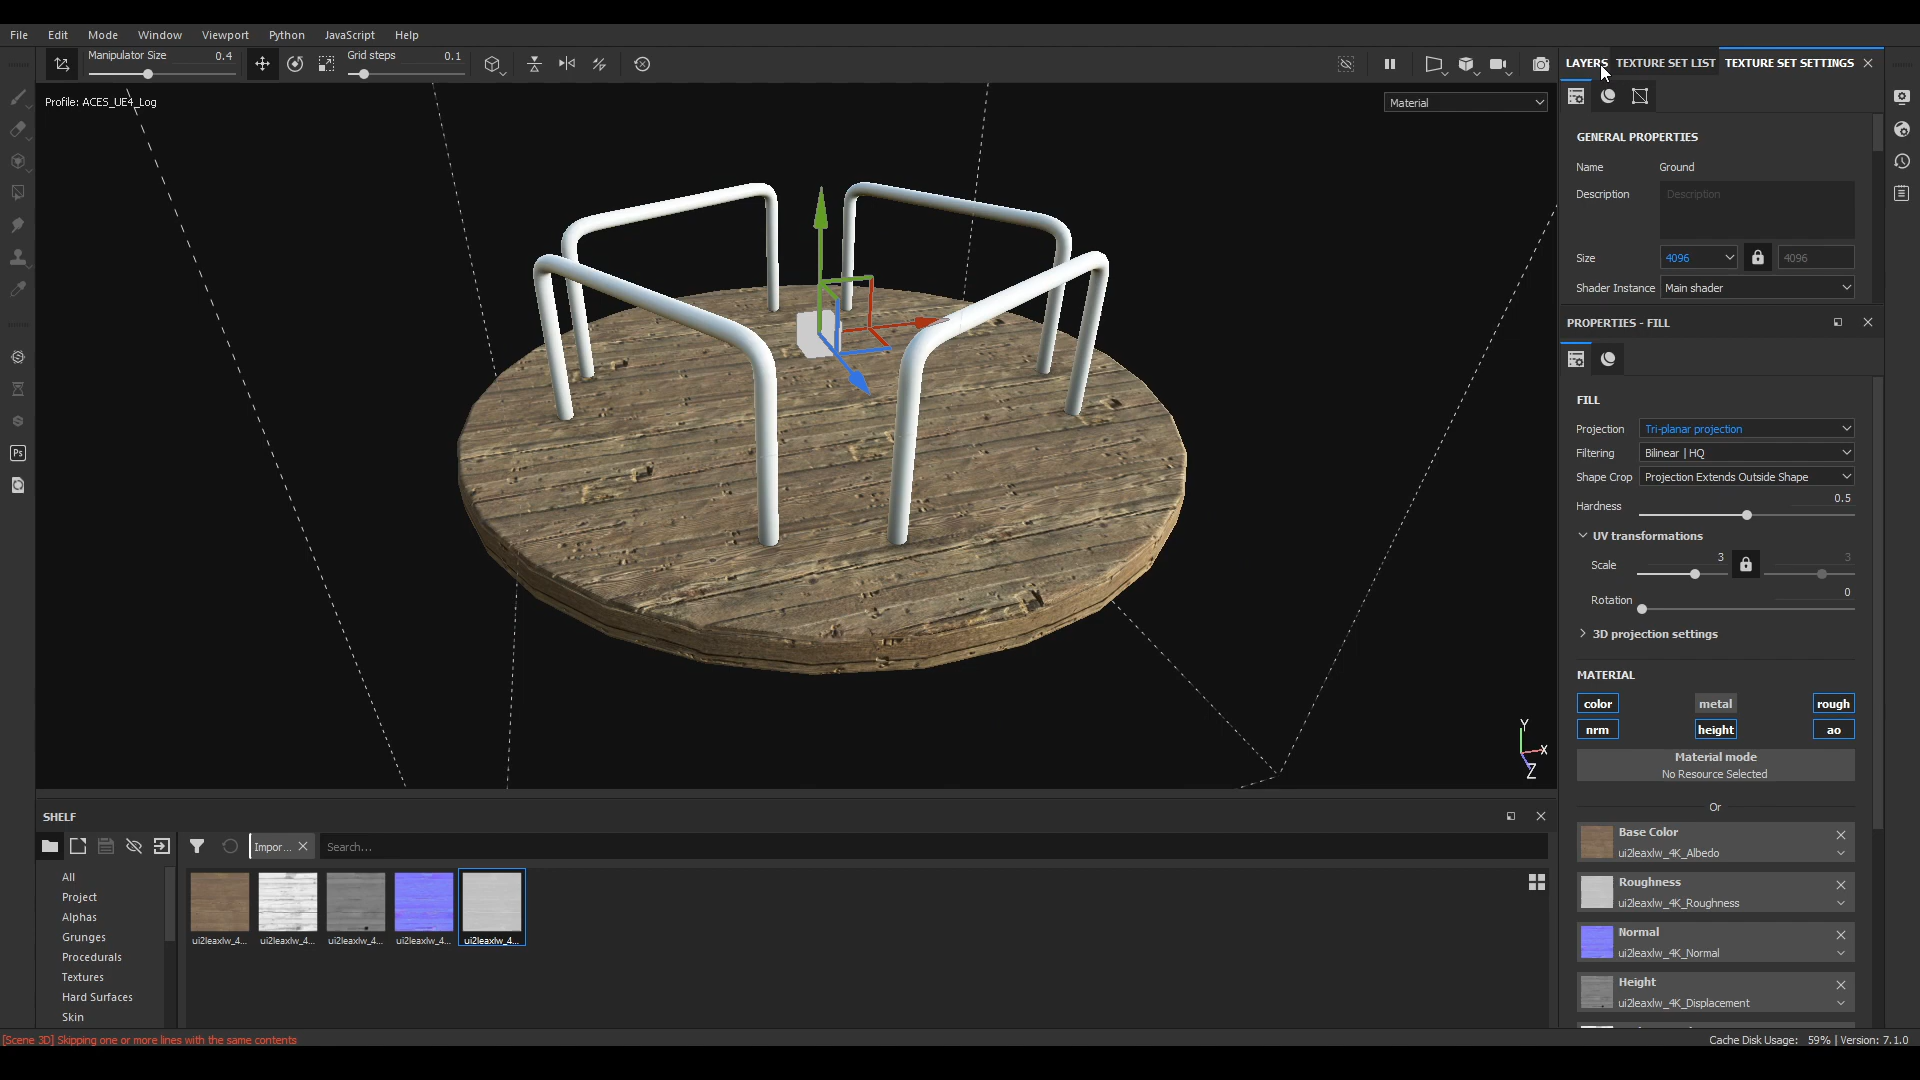 File Edit Mode Window Viewport Python JavaScript Help
Manipulator Size 0.4
Grid steps 0.1
LAYERS TEXTURE SET LIST TEXTURE SET SETTINGS
Profile: ACES_UE4_Log
Material
GENERAL PROPERTIES
Name Ground
Description Description
Size 4096 4096
Shader Instance Main shader
PROPERTIES - FILL
FILL
Projection Tri-planar projection
Filtering Bilinear | HQ
Shape Crop Projection Extends Outside Shape
Hardness 0.5
UV transformations
Scale 3 3
Rotation 0
3D projection settings
MATERIAL
color metal rough
nrm height ao
Material mode
No Resource Selected
Or
Base Color
ui2leaxlw_4K_Albedo
Roughness
ui2leaxlw_4K_Roughness
Normal
ui2leaxlw_4K_Normal
Height
ui2leaxlw_4K_Displacement
Y
X
Z
Ps
SHELF
Impor...
Search...
All
Project
Alphas
Grunges
Procedurals
Textures
Hard Surfaces
Skin
ui2leaxlw_4... ui2leaxlw_4... ui2leaxlw_4... ui2leaxlw_4... ui2leaxlw_4...
[Scene 3D] Skipping one or more lines with the same contents
Cache Disk Usage: 59% | Version: 7.1.0